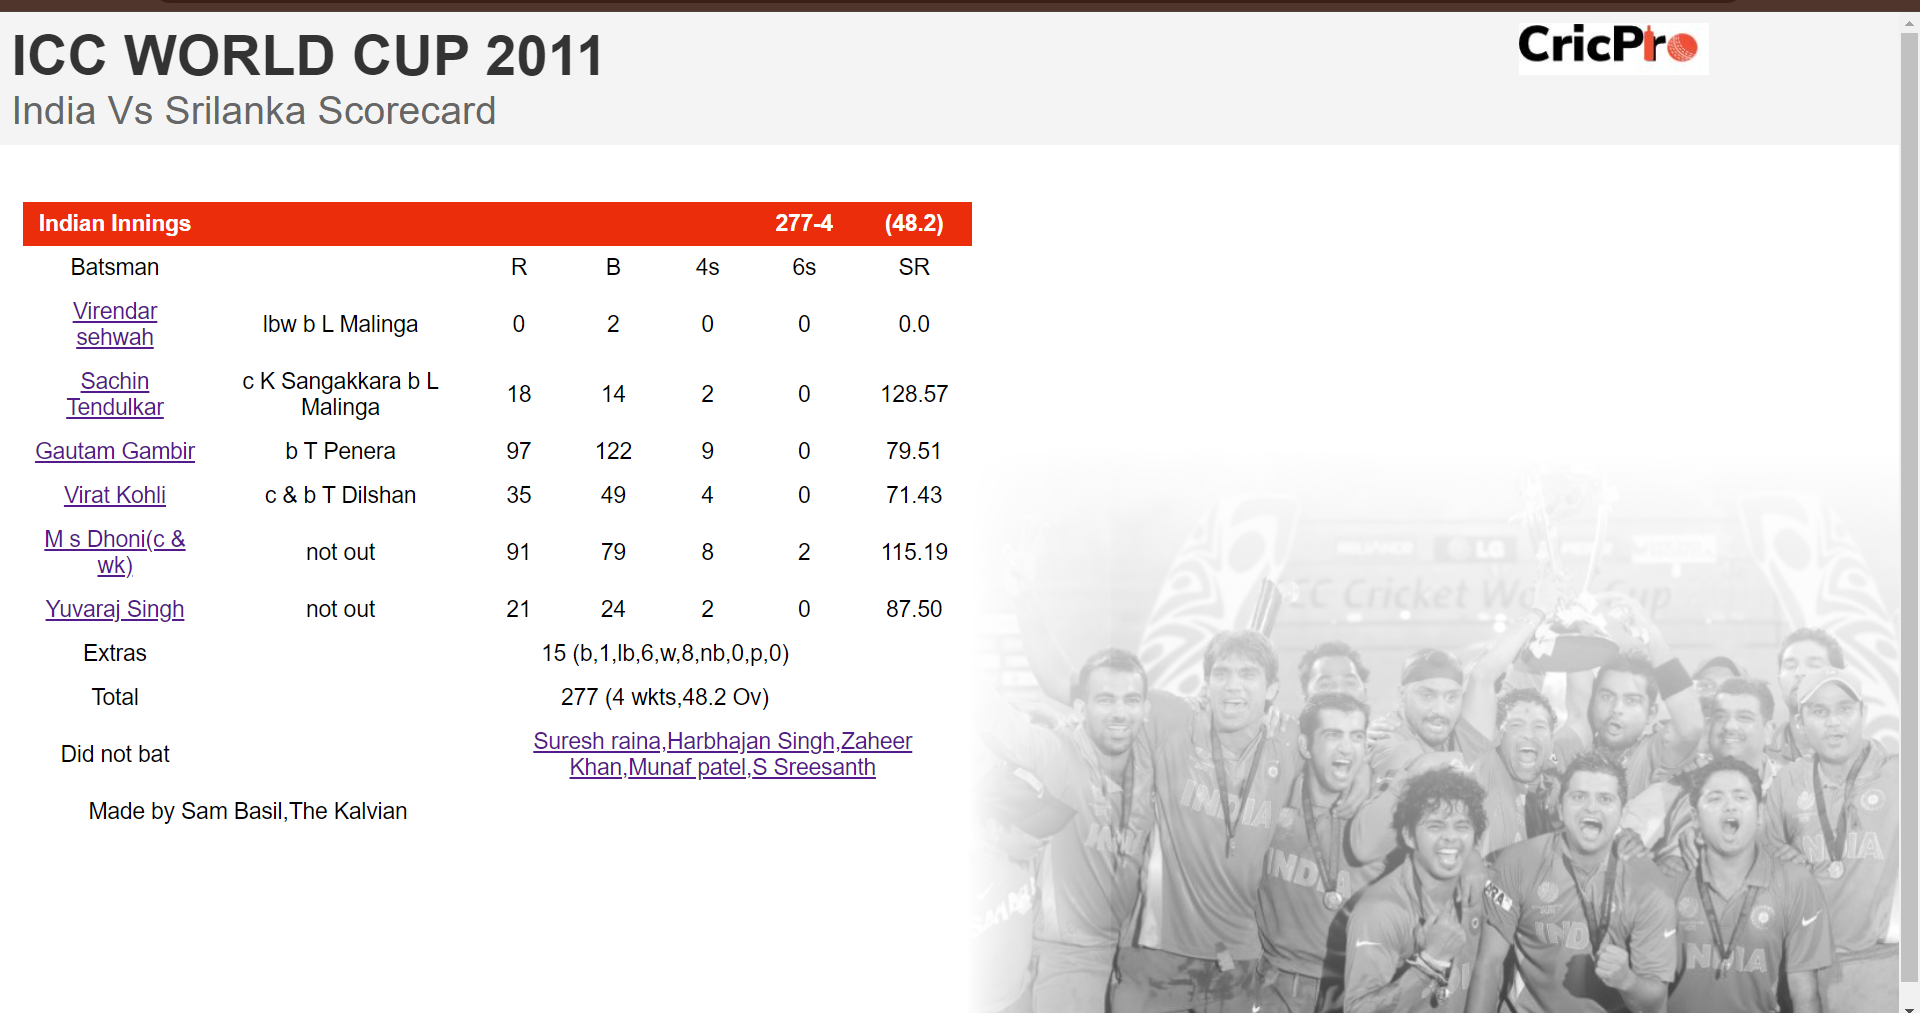 ICC WORLD CUP 2011
CricPro
India Vs Srilanka Scorecard
Indian Innings 277-4 (48.2)
Batsman R B 4s 6s SR
Virendar
sehwah
lbw b L Malinga 0 2 0 0 0.0
Sachin
Tendulkar
c K Sangakkara b L
Malinga
18 14 2 0 128.57
Gautam Gambir b T Penera 97 122 9 0 79.51
Virat Kohli c & b T Dilshan 35 49 4 0 71.43
M s Dhoni(c &
wk)
not out 91 79 8 2 115.19
Yuvaraj Singh not out 21 24 2 0 87.50
Extras 15 (b,1,lb,6,w,8,nb,0,p,0)
Total 277 (4 wkts,48.2 Ov)
Did not bat
Suresh raina,Harbhajan Singh,Zaheer
Khan,Munaf patel,S Sreesanth
Made by Sam Basil,The Kalvian
LG
Cricket
INDIA
INDIA
INDIA